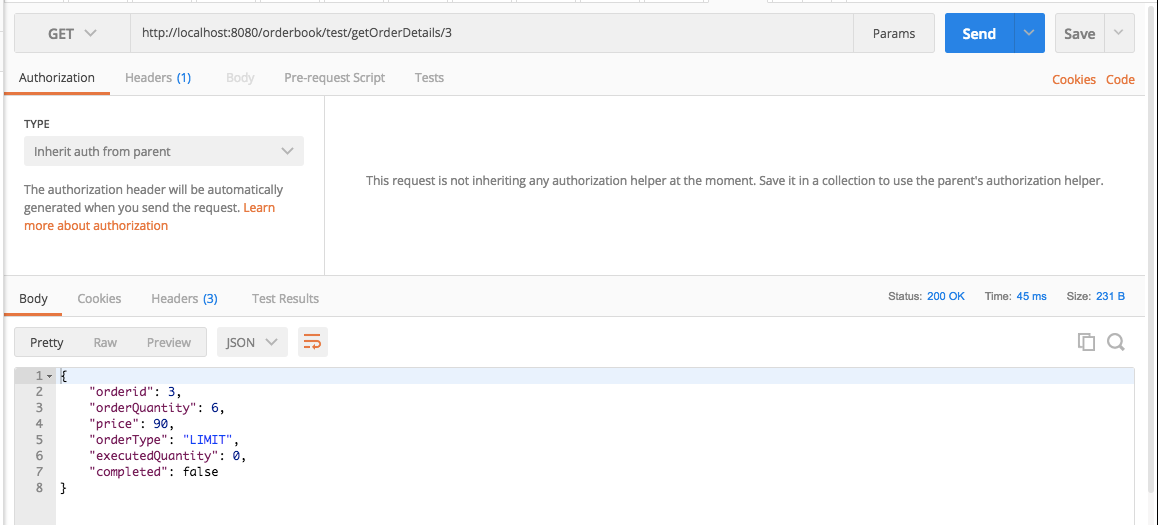 GET http://localhost:8080/orderbook/test/getOrderDetails/3 Params Send Save
Authorization Headers (1) Body Pre-request Script Tests Cookies Code
TYPE
Inherit auth from parent
The authorization header will be automatically
generated when you send the request. Learn
more about authorization
This request is not inheriting any authorization helper at the moment. Save it in a collection to use the parent's authorization helper.
Body Cookies Headers (3) Test Results Status: 200 OK Time: 45 ms Size: 231 B
Pretty Raw Preview JSON
1 {
2 "orderid": 3,
3 "orderQuantity": 6,
4 "price": 90,
5 "orderType": "LIMIT",
6 "executedQuantity": 0,
7 "completed": false
8 }